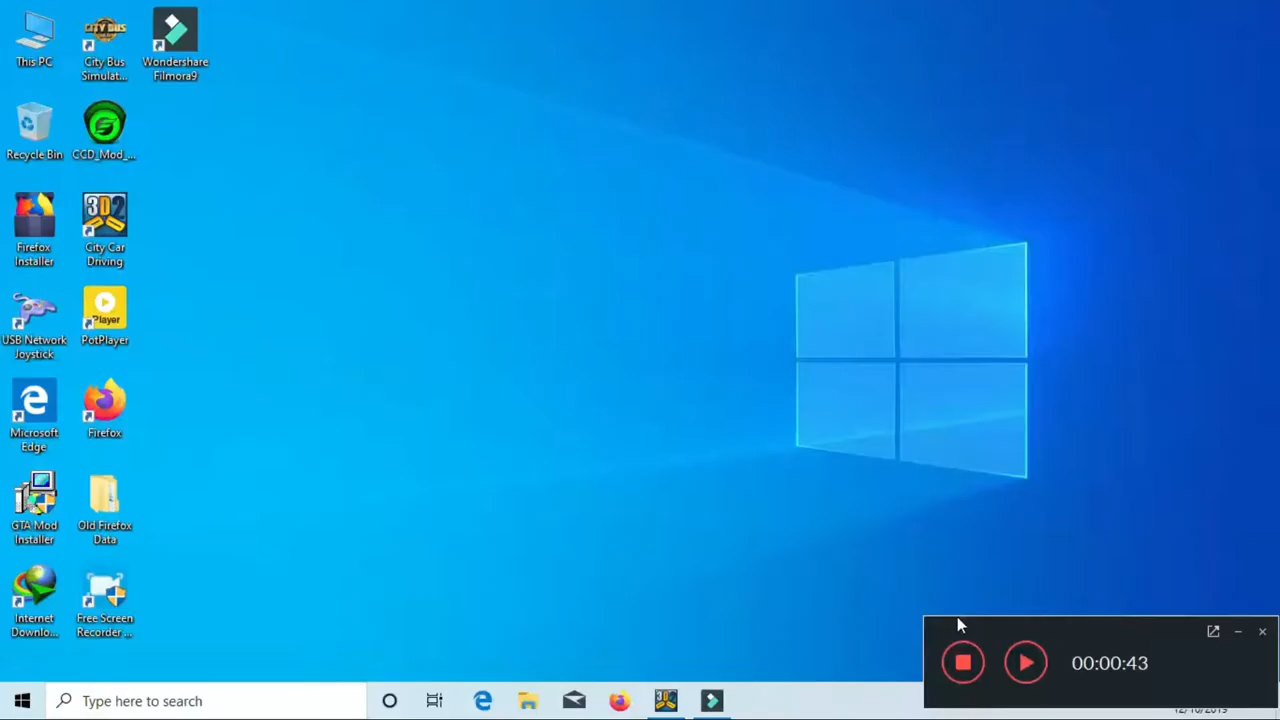 This PC
CITY BUS
City Bus
Simulat...
Wondershare
Filmora9
Recycle Bin
CCD_Mod_...
Firefox
Installer
3D2
City Car
Driving
USB Network
Joystick
Player
PotPlayer
Microsoft
Edge
Firefox
GTA Mod
Installer
Old Firefox
Data
Internet
Downlo...
Free Screen
Recorder ...
00:00:43
Type here to search